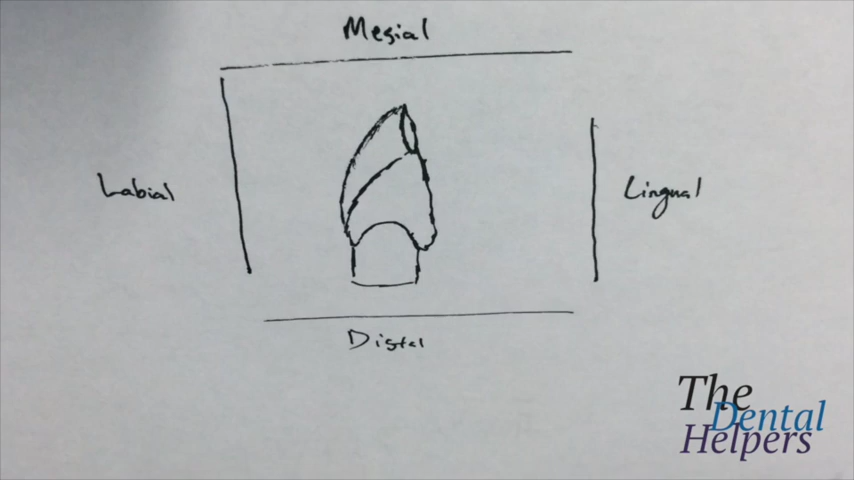 Mesial
Labial
Lingual
Distal
The
Dental
Helpers